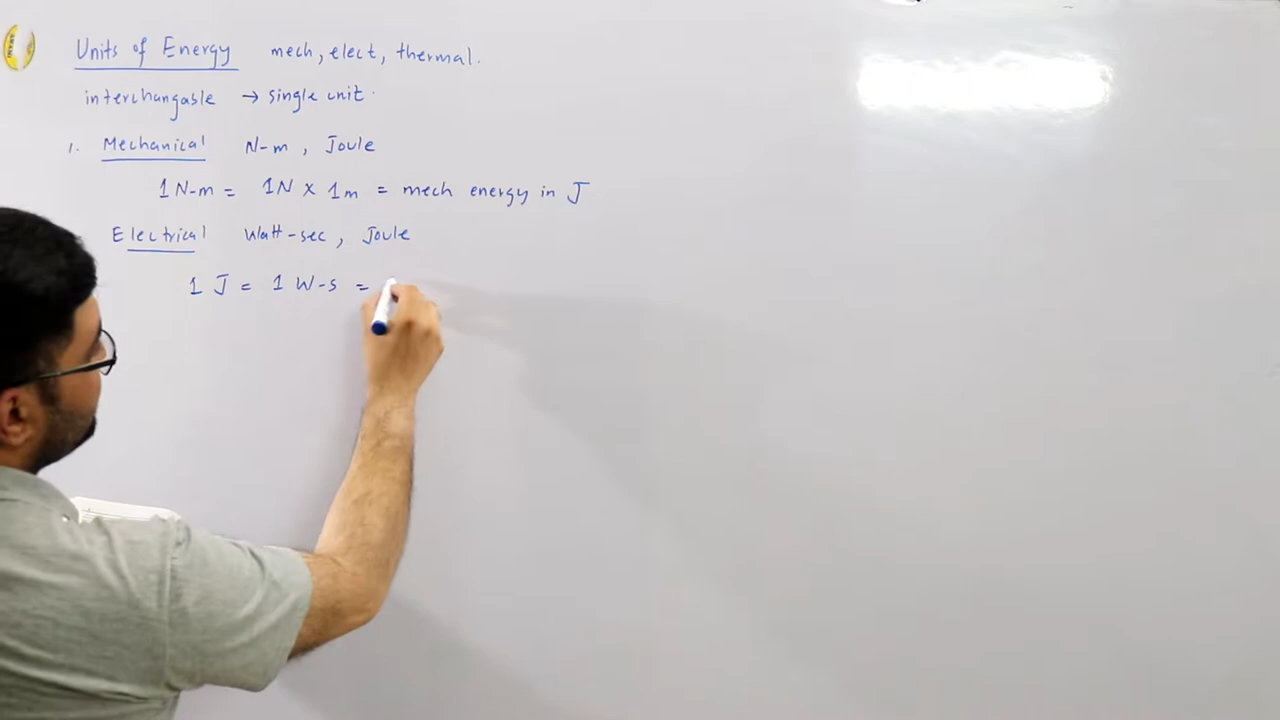 Units of Energy mech, elect, thermal.
interchangable → single unit.
1. Mechanical N-m, Joule
1 N-m = 1N X 1m = mech energy in J
Electrical Watt-sec, Joule
1 J = 1 W-s =